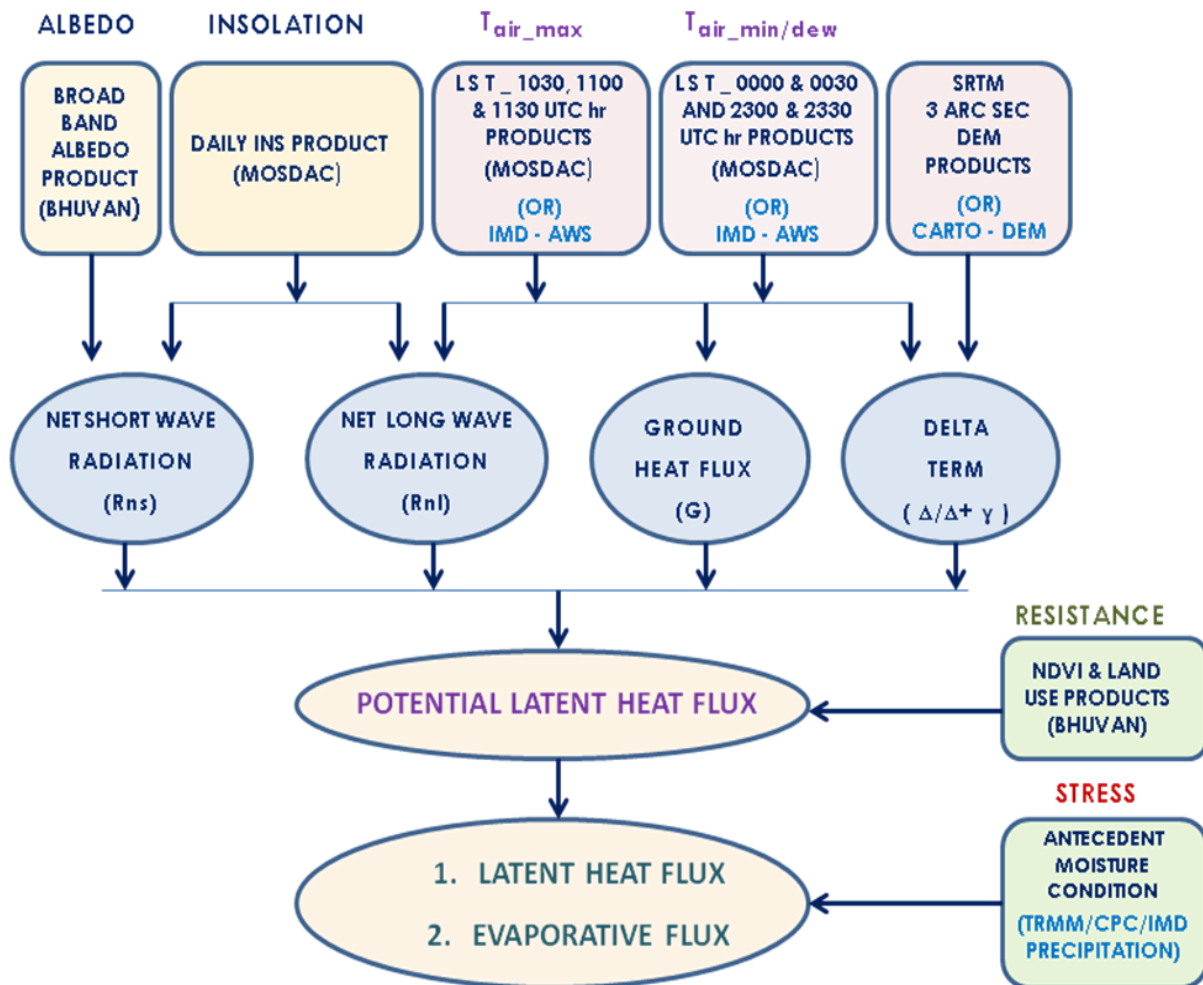 ALBEDO
INSOLATION
Tair_max
Tair_min/dew
BROAD
BAND
ALBEDO
PRODUCT
(BHUVAN)
DAILY INS PRODUCT
(MOSDAC)
LST_1030, 1100
& 1130 UTC hr
PRODUCTS
(MOSDAC)
(OR)
IMD - AWS
LST_0000 & 0030
AND 2300 & 2330
UTC hr PRODUCTS
(MOSDAC)
(OR)
IMD - AWS
SRTM
3 ARC SEC
DEM
PRODUCTS
(OR)
CARTO - DEM
NET SHORT WAVE
RADIATION
(Rns)
NET LONG WAVE
RADIATION
(Rnl)
GROUND
HEAT FLUX
(G)
DELTA
TERM
( Δ/Δ+ γ )
POTENTIAL LATENT HEAT FLUX
RESISTANCE
NDVI & LAND
USE PRODUCTS
(BHUVAN)
1. LATENT HEAT FLUX
2. EVAPORATIVE FLUX
STRESS
ANTECEDENT
MOISTURE
CONDITION
(TRMM/CPC/IMD
PRECIPITATION)